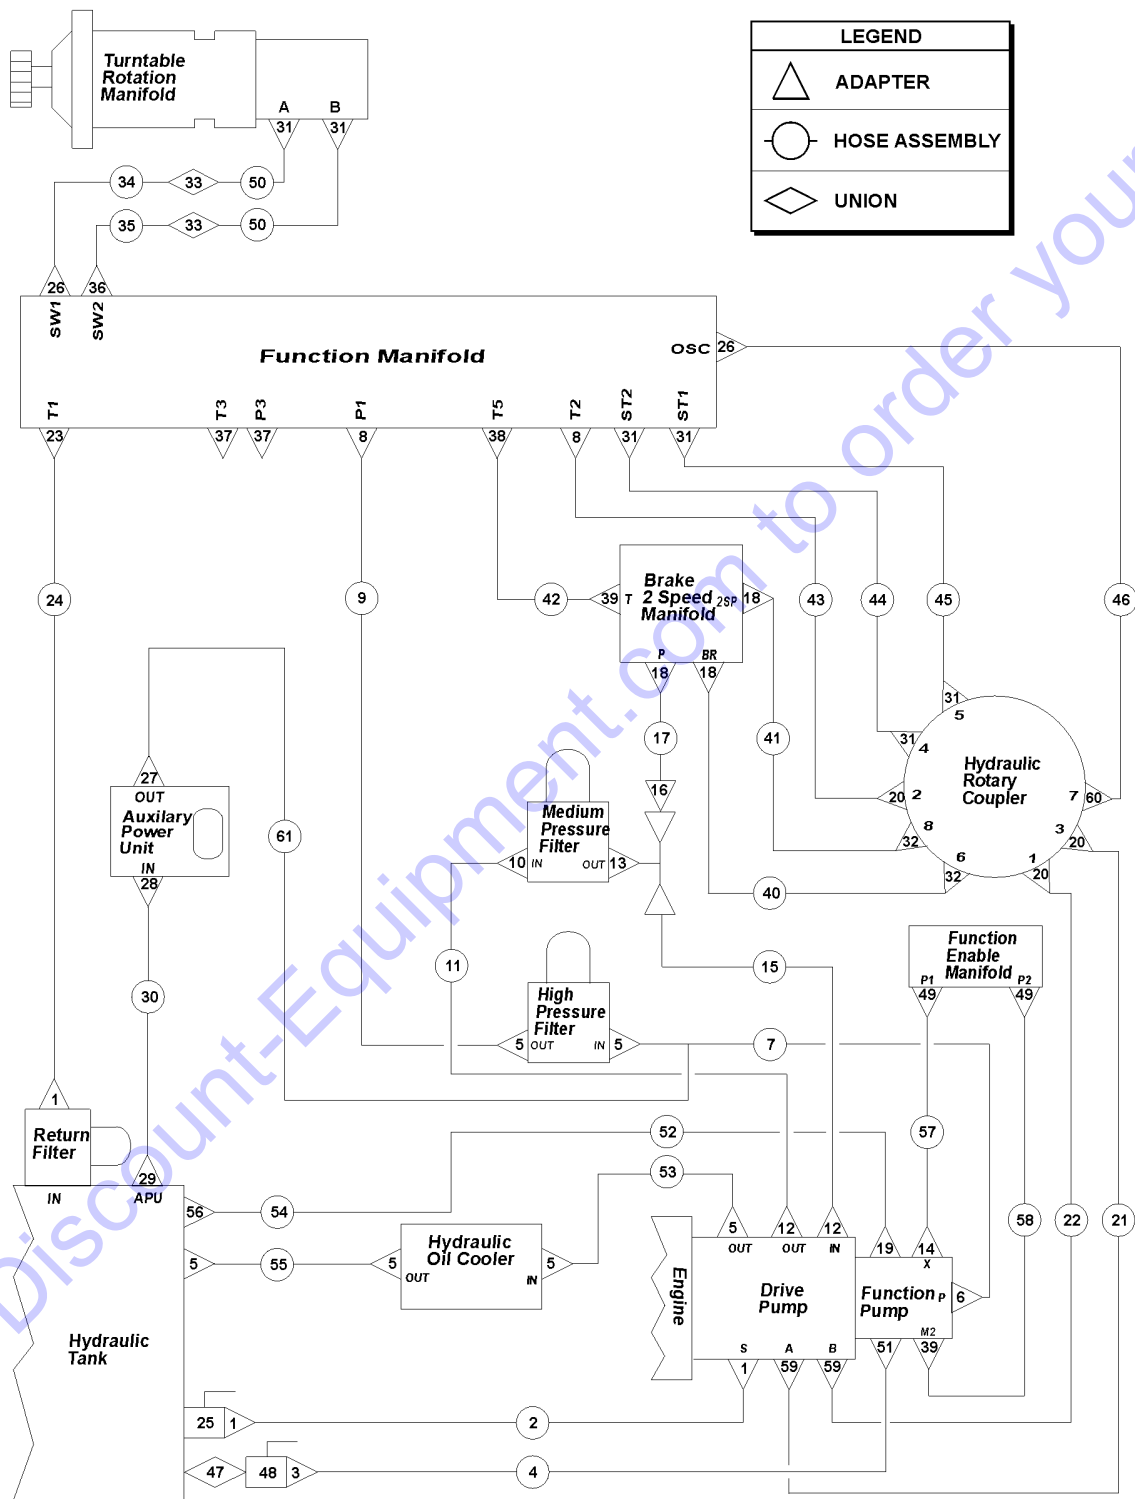 LEGEND
ADAPTER
HOSE ASSEMBLY
UNION
Turntable
Rotation
Manifold
A B
31 31
34 33 50
35 33 50
26 36
SW1 SW2
Function Manifold
OSC 26
T1 T3 P3 P1 T5 T2 ST2 ST1
23 37 37 8 38 8 31 31
24 9 42 39 T
Brake
2 Speed
Manifold
2SP 18
43 44 45 46
P BR
18 18
17 41
31
5
31
4
Hydraulic
Rotary
Coupler
20 2
7 60
8
32
3
20
6
32
1
20
16
27
OUT
Auxilary
Power
Unit
IN
28
61
Medium
Pressure
Filter
10 IN OUT 13
40
11 15
30
High
Pressure
Filter
5 OUT IN 5
7
Function
Enable
Manifold
P1 P2
49 49
1
Return
Filter
IN
29
APU
52
57
53
56 54
58 22 21
5 55
5 OUT
Hydraulic
Oil Cooler
IN 5
5 12 12 19 14
OUT OUT IN X
Engine
Drive
Pump
Function
Pump
P 6
M2
S A B
1 59 59 51 39
Hydraulic
Tank
25 1 2
47 48 3 4
Discount-Equipment.com to order your